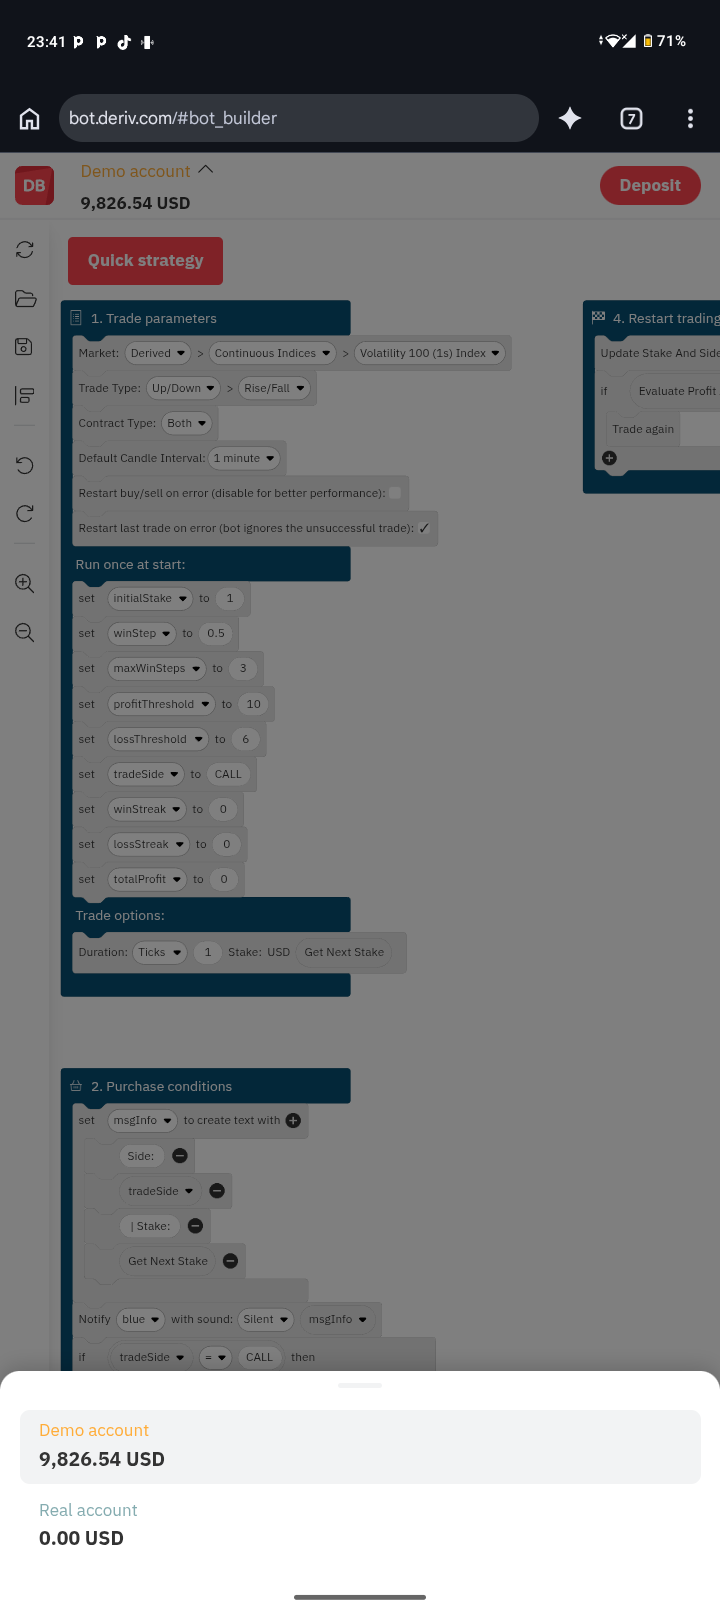 23:41
71%
bot.deriv.com/#bot_builder
7
DB
Demo account
9,826.54 USD
Deposit
Quick strategy
1. Trade parameters
Market: Derived > Continuous Indices > Volatility 100 (1s) Index
Trade Type: Up/Down > Rise/Fall
Contract Type: Both
Default Candle Interval: 1 minute
Restart buy/sell on error (disable for better performance):
Restart last trade on error (bot ignores the unsuccessful trade): ✓
Run once at start:
set initialStake to 1
set winStep to 0.5
set maxWinSteps to 3
set profitThreshold to 10
set lossThreshold to 6
set tradeSide to CALL
set winStreak to 0
set lossStreak to 0
set totalProfit to 0
Trade options:
Duration: Ticks 1 Stake: USD Get Next Stake
4. Restart trading
Update Stake And Side
if Evaluate Profit
Trade again
2. Purchase conditions
set msgInfo to create text with
Side:
tradeSide
| Stake:
Get Next Stake
Notify blue with sound: Silent msgInfo
if tradeSide = CALL then
Demo account
9,826.54 USD
Real account
0.00 USD